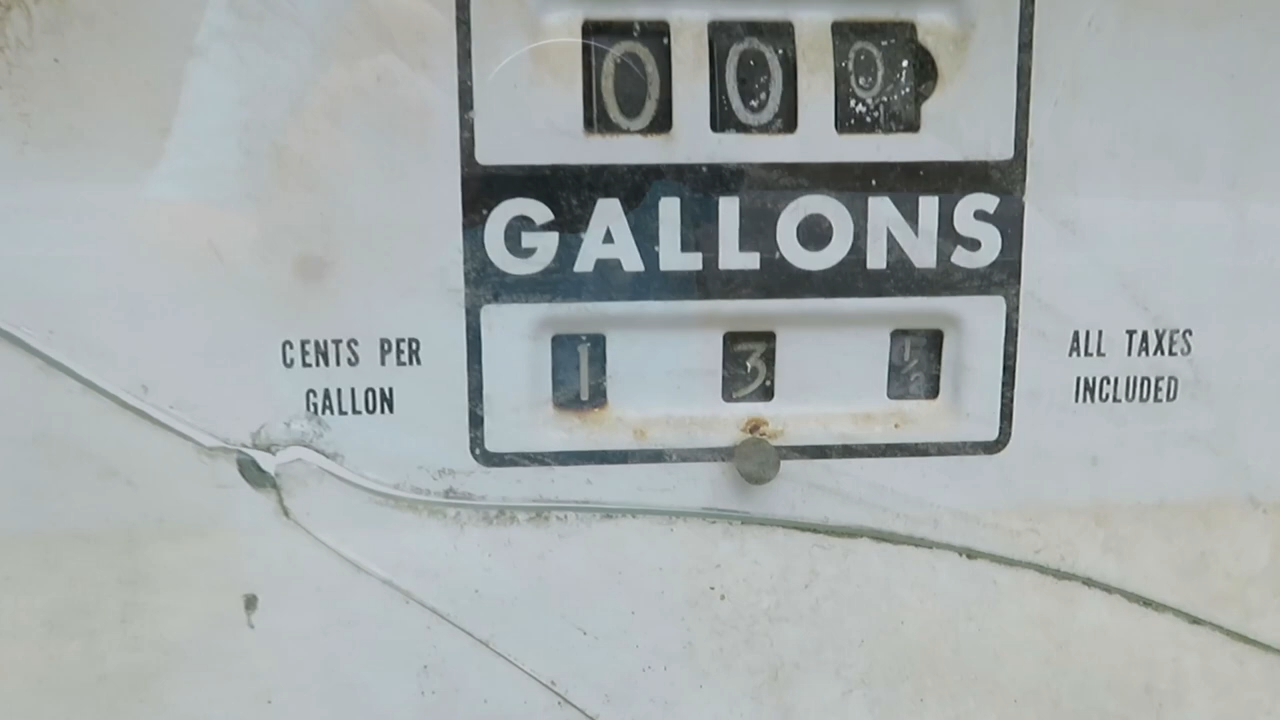 0 0 0
GALLONS
CENTS PER
GALLON
1 3 1/2
ALL TAXES
INCLUDED